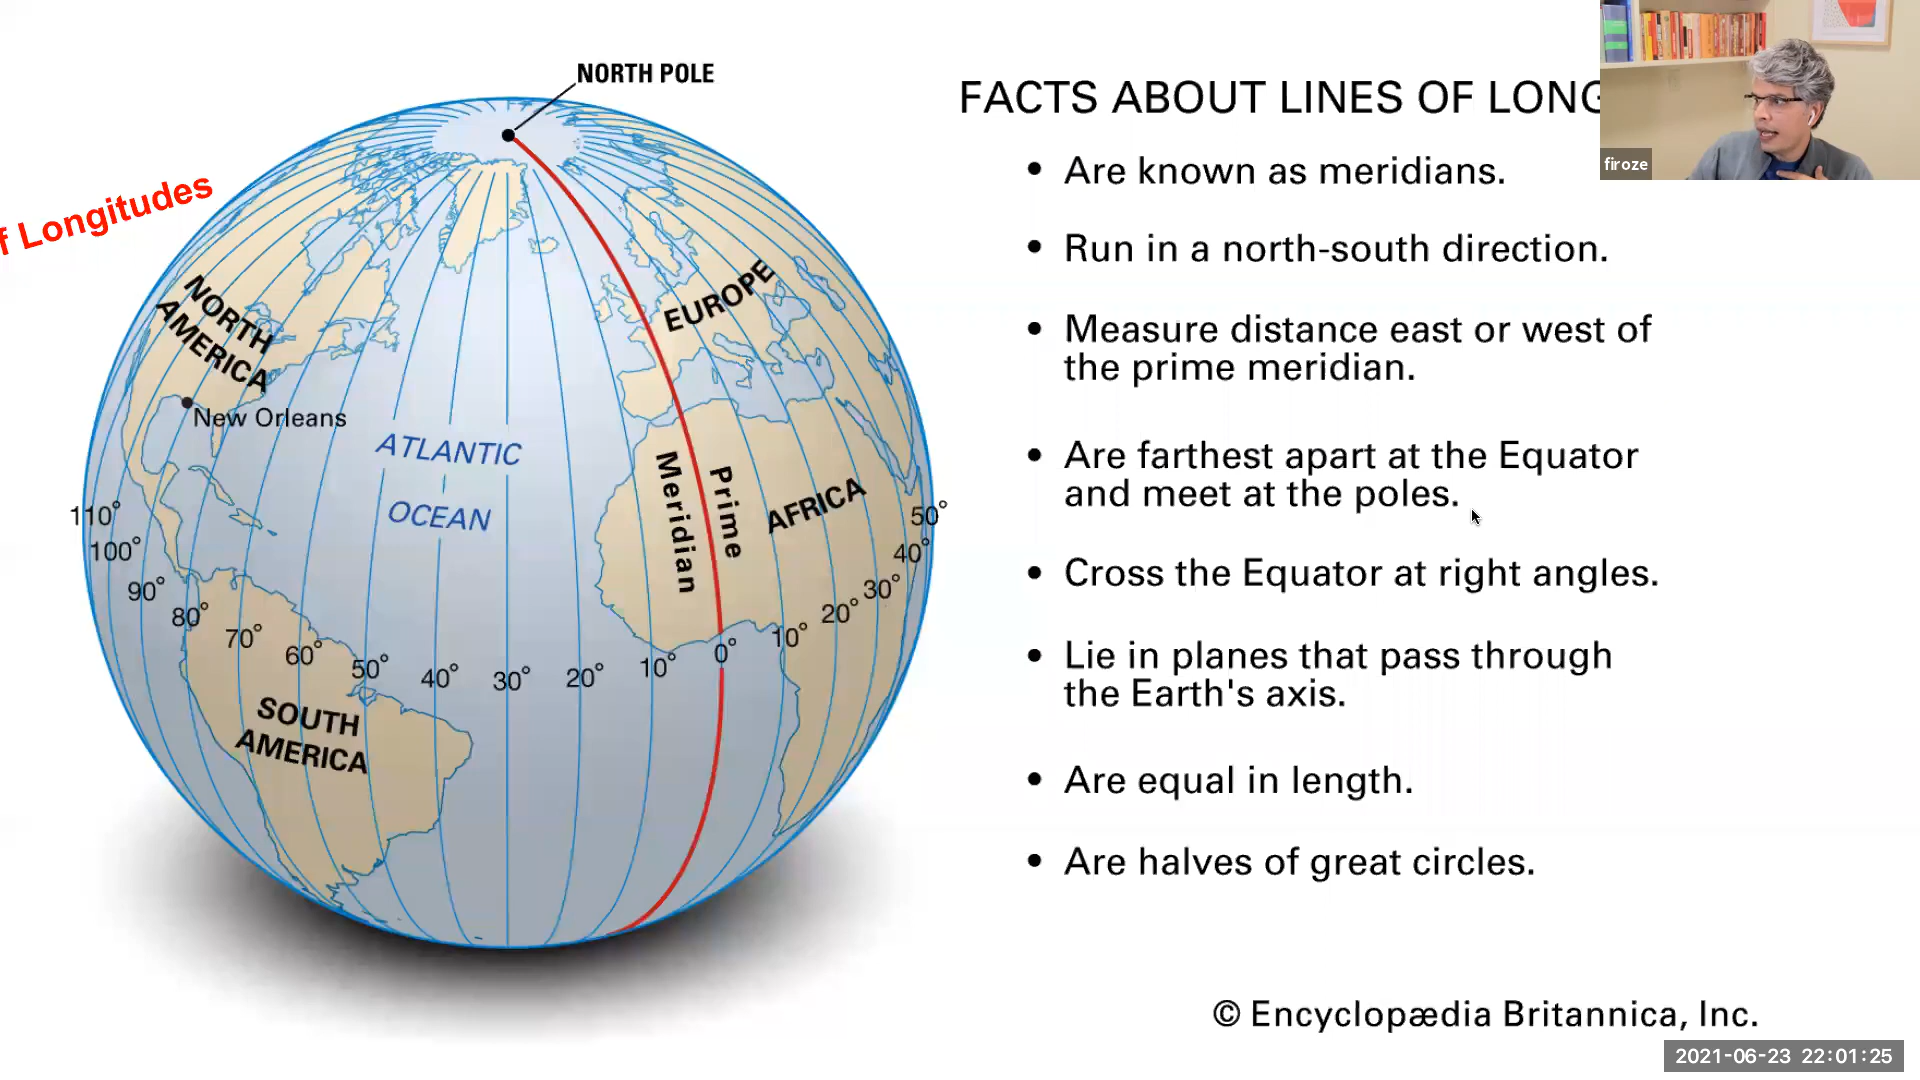 NORTH POLE
FACTS ABOUT LINES OF LONG
firoze
f Longitudes
• Are known as meridians.
• Run in a north-south direction.
• Measure distance east or west of
the prime meridian.
• Are farthest apart at the Equator
and meet at the poles.
• Cross the Equator at right angles.
• Lie in planes that pass through
the Earth's axis.
• Are equal in length.
• Are halves of great circles.
NORTH
AMERICA
EUROPE
New Orleans
ATLANTIC
OCEAN
Prime
Meridian
AFRICA
110°
100°
90°
80°
70°
60°
50°
40°
30°
20°
10°
0°
10°
20°
30°
40°
50°
SOUTH
AMERICA
© Encyclopædia Britannica, Inc.
2021-06-23 22:01:25